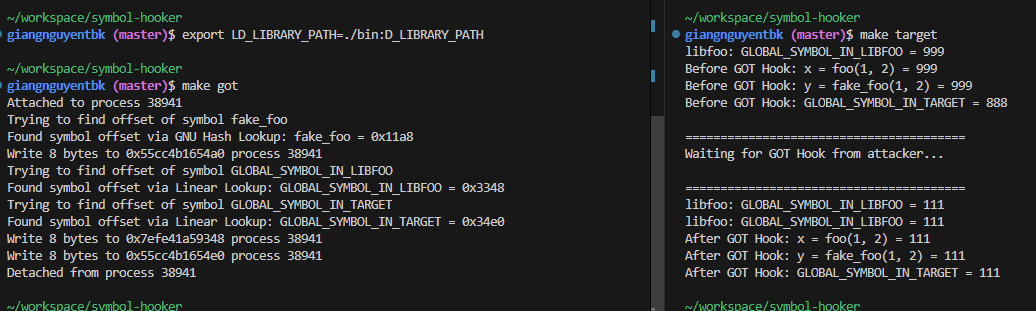 ~/workspace/symbol-hooker
giangnguyentbk (master)$ export LD_LIBRARY_PATH=./bin:D_LIBRARY_PATH
~/workspace/symbol-hooker
giangnguyentbk (master)$ make got
Attached to process 38941
Trying to find offset of symbol fake_foo
Found symbol offset via GNU Hash Lookup: fake_foo = 0x11a8
Write 8 bytes to 0x55cc4b1654a0 process 38941
Trying to find offset of symbol GLOBAL_SYMBOL_IN_LIBFOO
Found symbol offset via Linear Lookup: GLOBAL_SYMBOL_IN_LIBFOO = 0x3348
Trying to find offset of symbol GLOBAL_SYMBOL_IN_TARGET
Found symbol offset via Linear Lookup: GLOBAL_SYMBOL_IN_TARGET = 0x34e0
Write 8 bytes to 0x7efe41a59348 process 38941
Write 8 bytes to 0x55cc4b1654e0 process 38941
Detached from process 38941
~/workspace/symbol-hooker
~/workspace/symbol-hooker
giangnguyentbk (master)$ make target
libfoo: GLOBAL_SYMBOL_IN_LIBFOO = 999
Before GOT Hook: x = foo(1, 2) = 999
Before GOT Hook: y = fake_foo(1, 2) = 999
Before GOT Hook: GLOBAL_SYMBOL_IN_TARGET = 888
========================================
Waiting for GOT Hook from attacker...
========================================
libfoo: GLOBAL_SYMBOL_IN_LIBFOO = 111
libfoo: GLOBAL_SYMBOL_IN_LIBFOO = 111
After GOT Hook: x = foo(1, 2) = 111
After GOT Hook: y = fake_foo(1, 2) = 111
After GOT Hook: GLOBAL_SYMBOL_IN_TARGET = 111
~/workspace/symbol-hooker